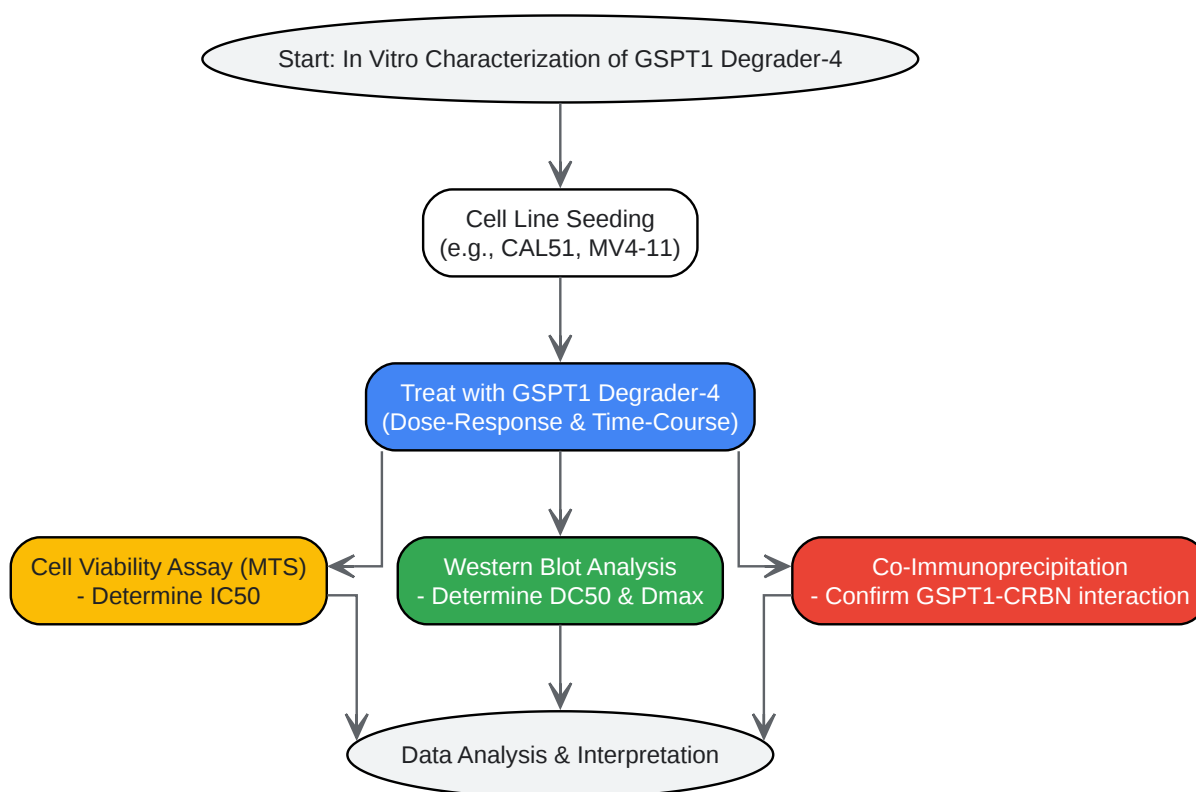 Start: In Vitro Characterization of GSPT1 Degrader-4
Cell Line Seeding
(e.g., CAL51, MV4-11)
Treat with GSPT1 Degrader-4
(Dose-Response & Time-Course)
Cell Viability Assay (MTS)
- Determine IC50
Western Blot Analysis
- Determine DC50 & Dmax
Co-Immunoprecipitation
- Confirm GSPT1-CRBN interaction
Data Analysis & Interpretation